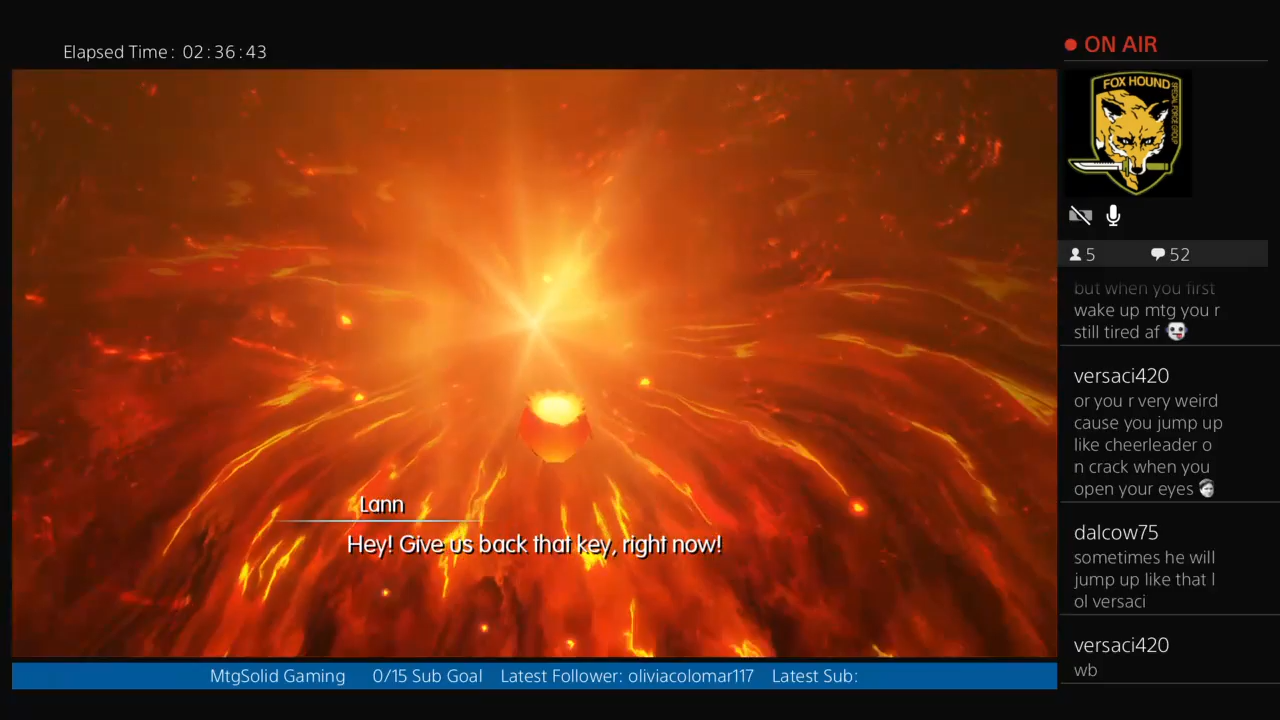 Elapsed Time: 02:36:43
ON AIR
FOX HOUND
SPECIAL FORCE GROUP
5
52
but when you first
wake up mtg you r
still tired af
versaci420
or you r very weird
cause you jump up
like cheerleader o
n crack when you
open your eyes
dalcow75
sometimes he will
jump up like that l
ol versaci
versaci420
wb
Lann
Hey! Give us back that key, right now!
MtgSolid Gaming 0/15 Sub Goal Latest Follower: oliviacolomar117 Latest Sub: